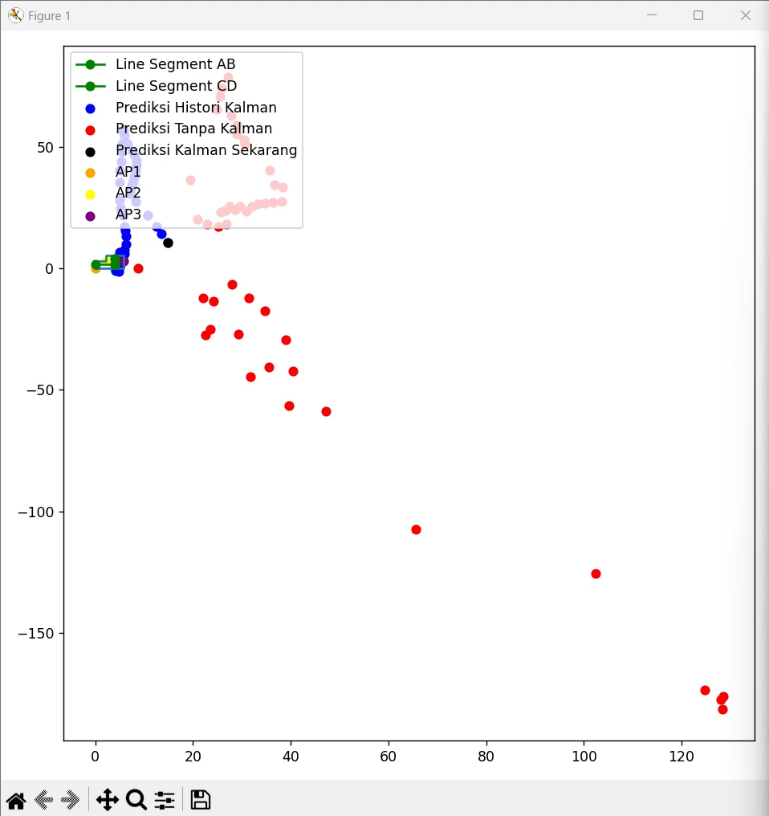 Figure 1
Line Segment AB
Line Segment CD
Prediksi Histori Kalman
Prediksi Tanpa Kalman
Prediksi Kalman Sekarang
AP1
AP2
AP3
50
0
−50
−100
−150
0 20 40 60 80 100 120